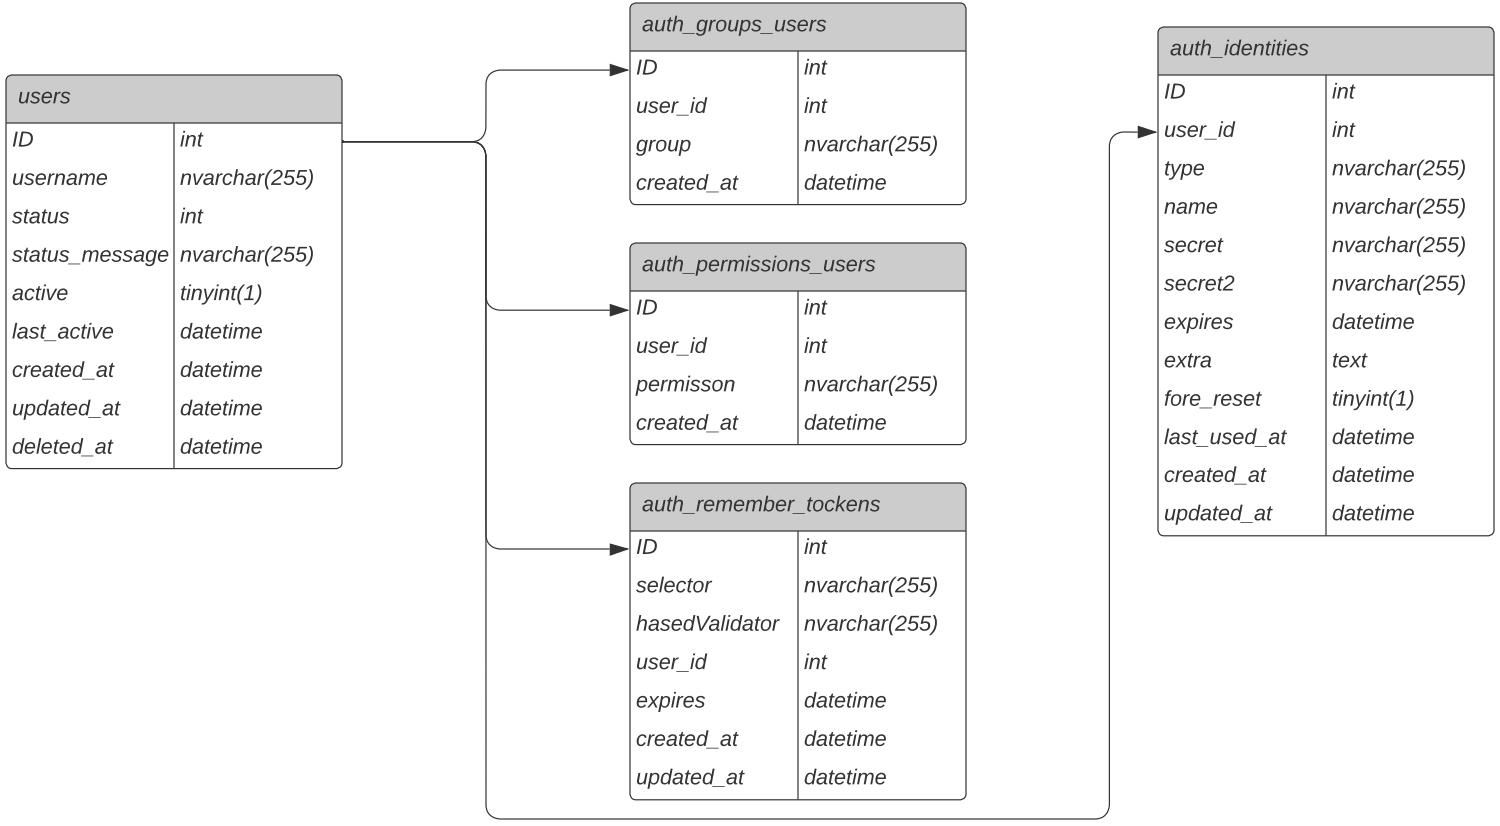 users
ID int
username nvarchar(255)
status int
status_message nvarchar(255)
active tinyint(1)
last_active datetime
created_at datetime
updated_at datetime
deleted_at datetime
auth_groups_users
ID int
user_id int
group nvarchar(255)
created_at datetime
auth_permissions_users
ID int
user_id int
permisson nvarchar(255)
created_at datetime
auth_remember_tockens
ID int
selector nvarchar(255)
hasedValidator nvarchar(255)
user_id int
expires datetime
created_at datetime
updated_at datetime
auth_identities
ID int
user_id int
type nvarchar(255)
name nvarchar(255)
secret nvarchar(255)
secret2 nvarchar(255)
expires datetime
extra text
fore_reset tinyint(1)
last_used_at datetime
created_at datetime
updated_at datetime